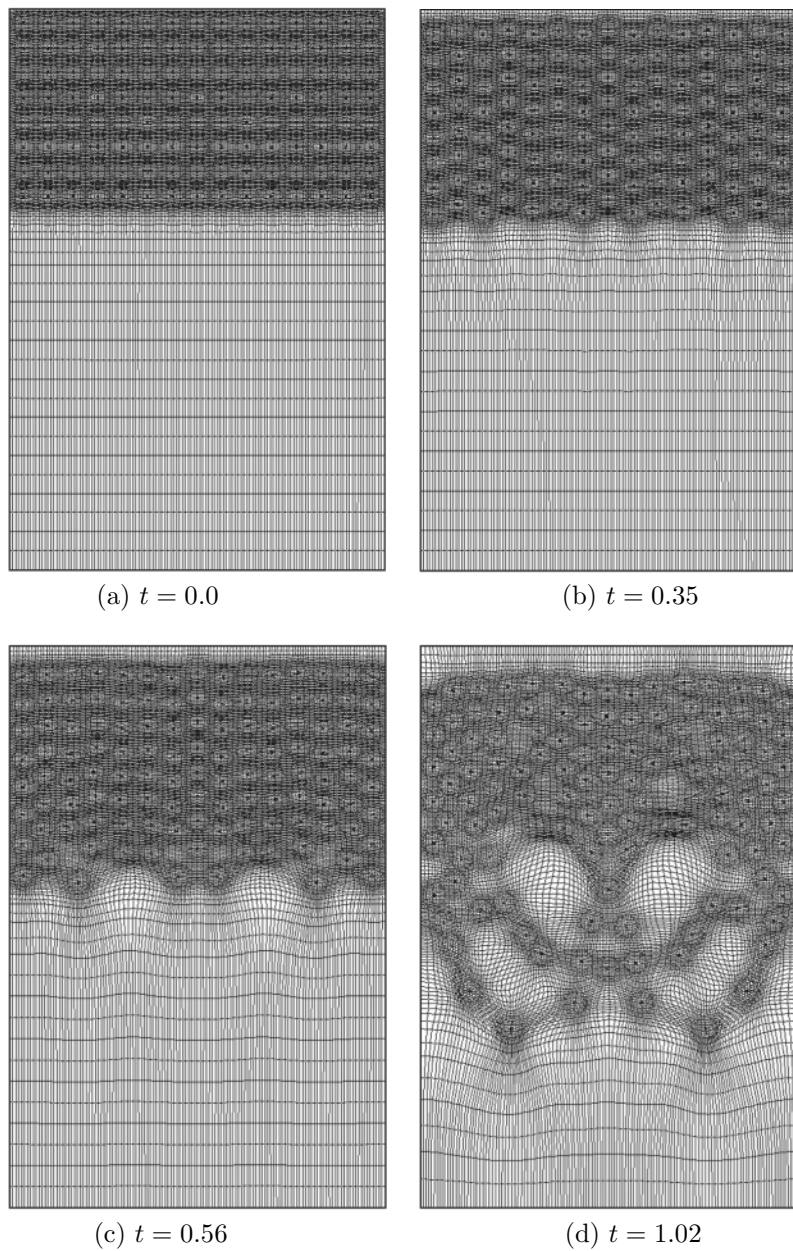 (a) t = 0.0
(b) t = 0.35
(c) t = 0.56
(d) t = 1.02